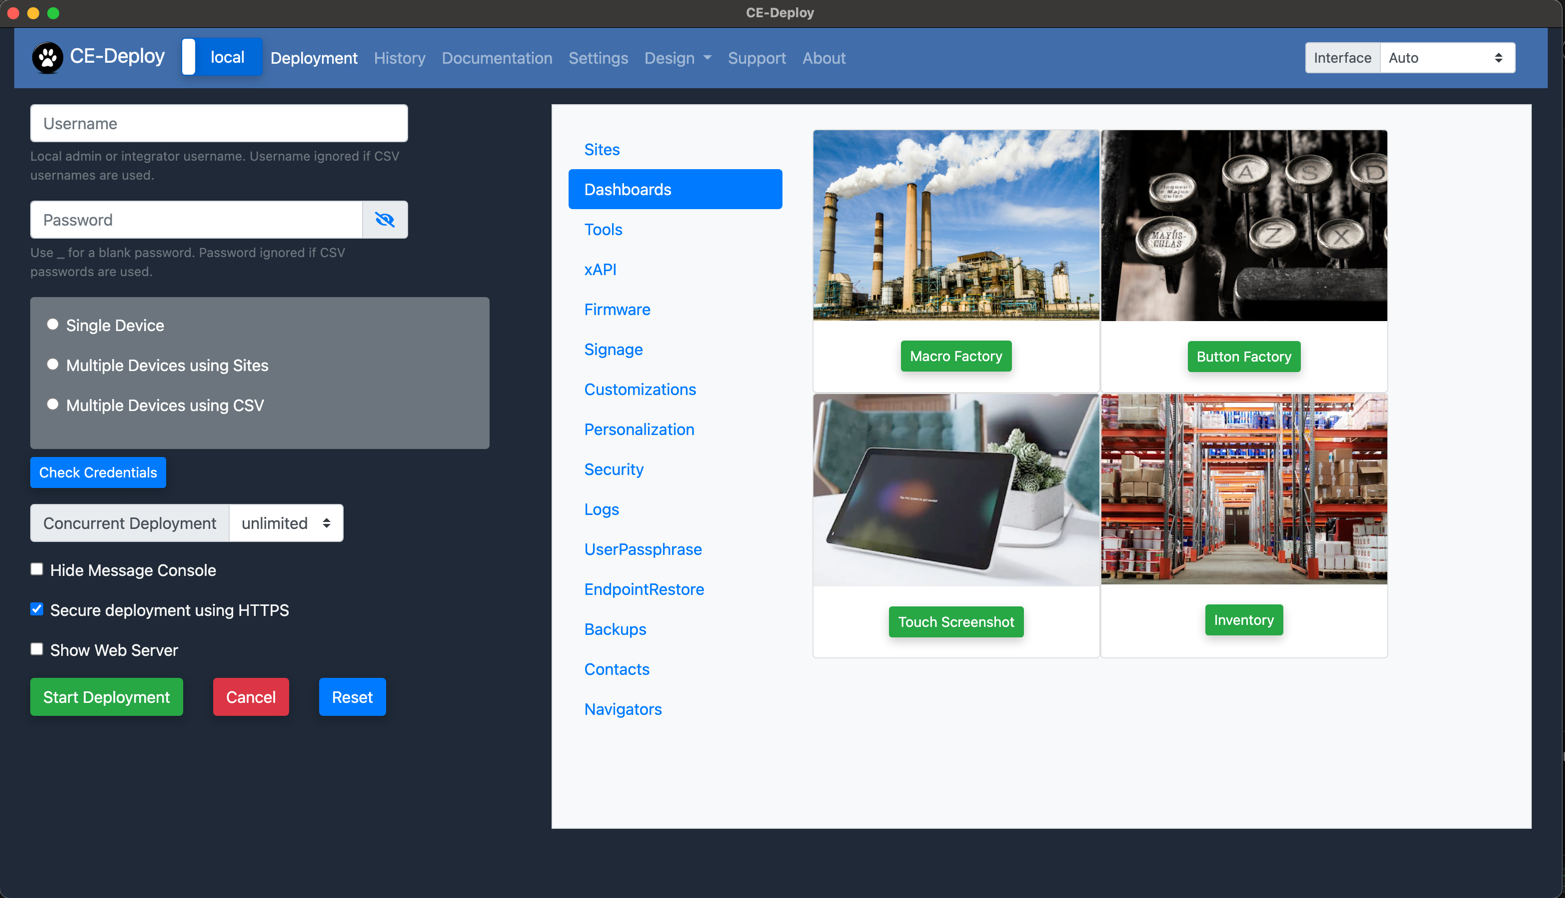 CE-Deploy
CE-Deploy
local
Deployment
History
Documentation
Settings
Design
Support
About
Interface
Auto
Username
Local admin or integrator username. Username ignored if CSV
usernames are used.
Password
Use _ for a blank password. Password ignored if CSV
passwords are used.
Single Device
Multiple Devices using Sites
Multiple Devices using CSV
Check Credentials
Concurrent Deployment
unlimited
Hide Message Console
Secure deployment using HTTPS
Show Web Server
Start Deployment
Cancel
Reset
Sites
Dashboards
Tools
xAPI
Firmware
Signage
Customizations
Personalization
Security
Logs
UserPassphrase
EndpointRestore
Backups
Contacts
Navigators
A
S
D
MAYÚS-
CULAS
Z
X
Macro Factory
Button Factory
Touch Screenshot
Inventory